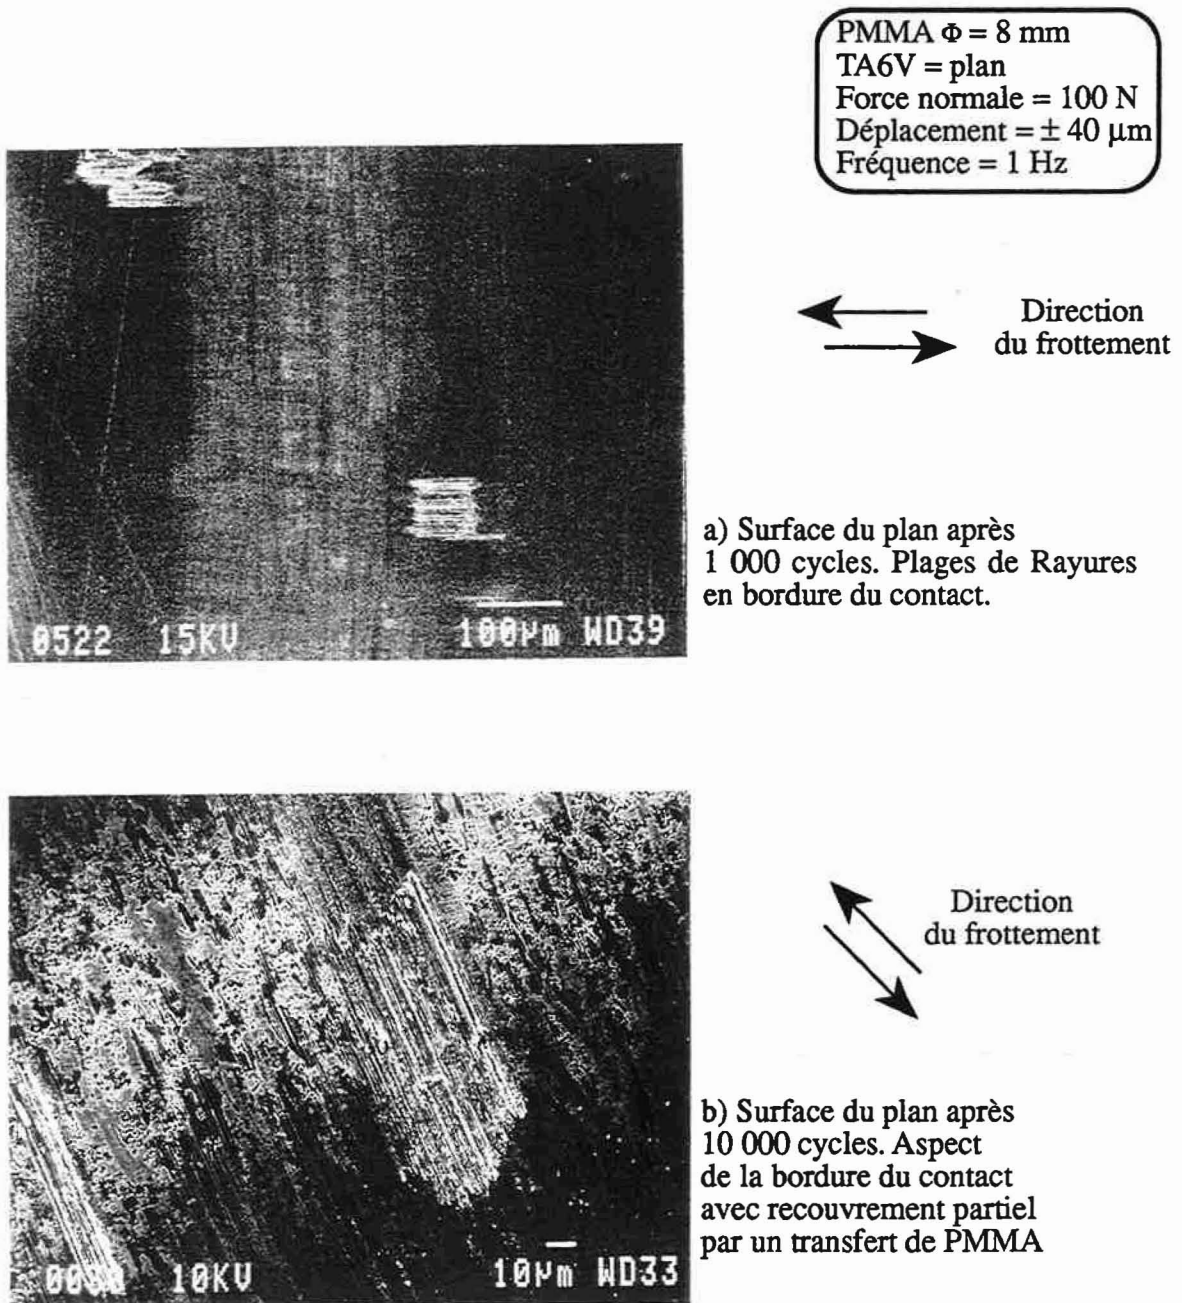 PMMA Φ = 8 mm
TA6V = plan
Force normale = 100 N
Déplacement = ± 40 µm
Fréquence = 1 Hz
Direction
du frottement
a) Surface du plan après
1 000 cycles. Plages de Rayures
en bordure du contact.
0522 15KV 100µm WD39
Direction
du frottement
b) Surface du plan après
10 000 cycles. Aspect
de la bordure du contact
avec recouvrement partiel
par un transfert de PMMA
10KV 10µm WD33